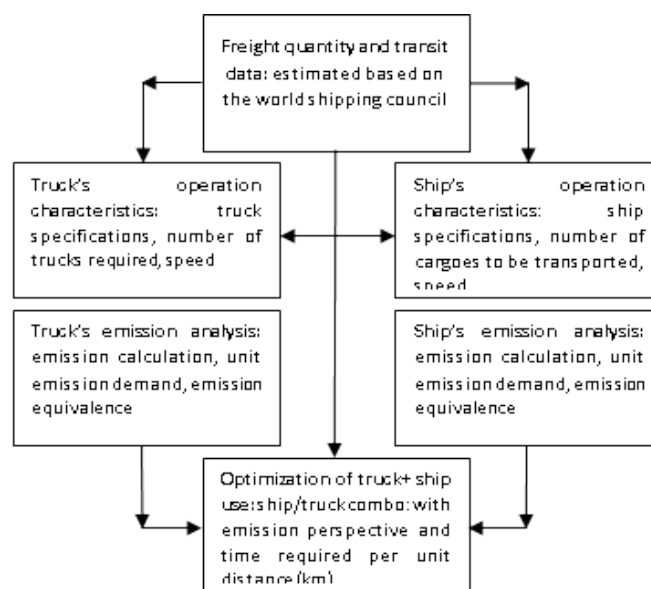 Freight quantity and transit
data: estimated based on
the world shipping council
Truck's operation
characteristics: truck
specifications, number of
trucks required, speed
Ship's operation
characteristics: ship
specifications, number of
cargoes to be transported,
speed
Truck's emission analysis:
emission calculation, unit
emission demand, emission
equivalence
Ship's emission analysis:
emission calculation, unit
emission demand, emission
equivalence
Optimization of truck+ ship
use: ship/truck combo: with
emission perspective and
time required per unit
distance (km)